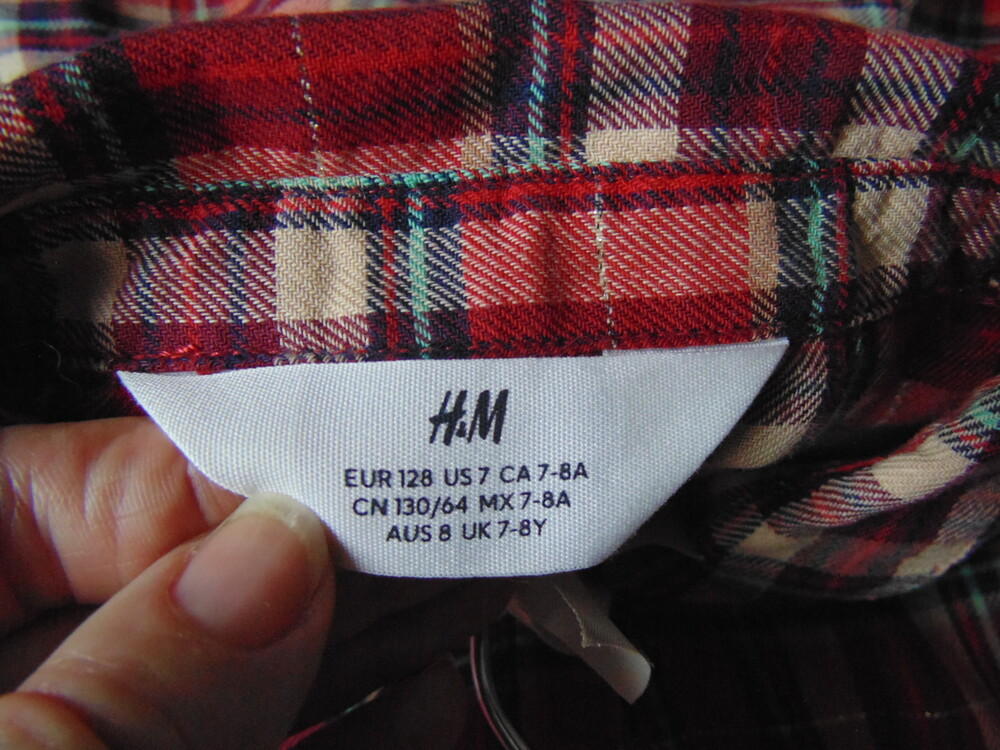 H&M
EUR 128 US 7 CA 7-8A
CN 130/64 MX 7-8A
AUS 8 UK 7-8Y